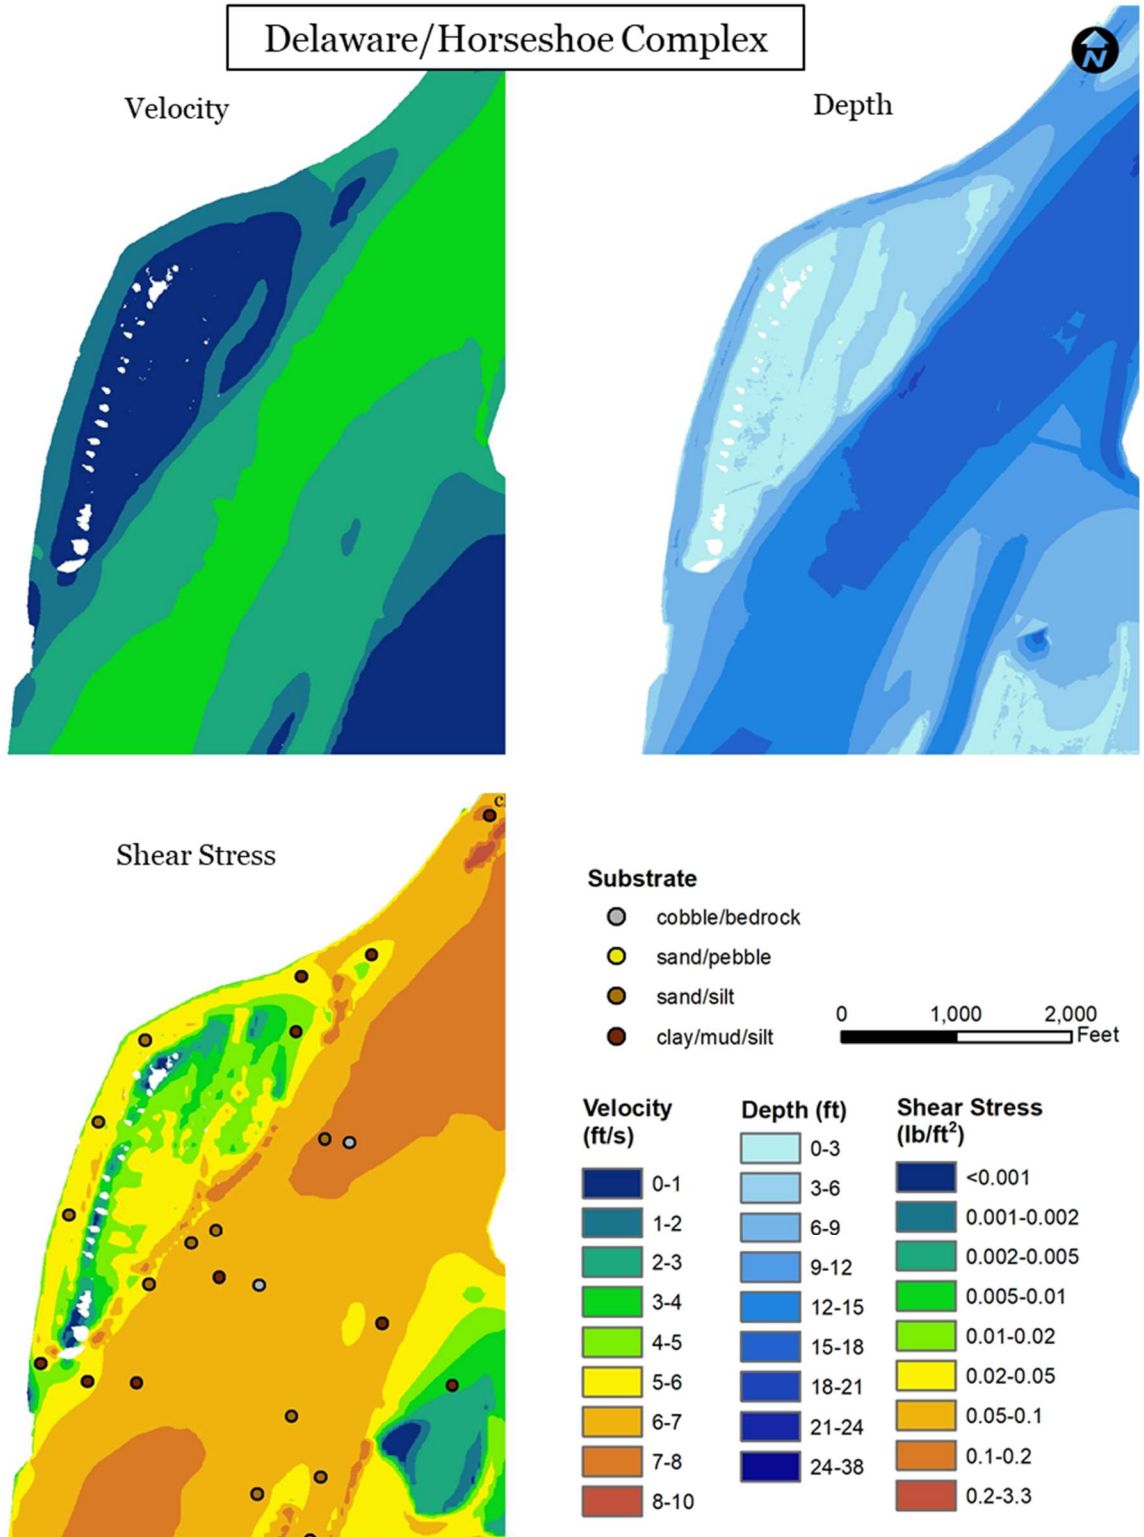 Delaware/Horseshoe Complex
N
Velocity
Depth
Shear Stress
Substrate
cobble/bedrock
sand/pebble
sand/silt
clay/mud/silt
0 1,000 2,000
Feet
Velocity
(ft/s)
0-1
1-2
2-3
3-4
4-5
5-6
6-7
7-8
8-10
Depth (ft)
0-3
3-6
6-9
9-12
12-15
15-18
18-21
21-24
24-38
Shear Stress
(lb/ft²)
<0.001
0.001-0.002
0.002-0.005
0.005-0.01
0.01-0.02
0.02-0.05
0.05-0.1
0.1-0.2
0.2-3.3